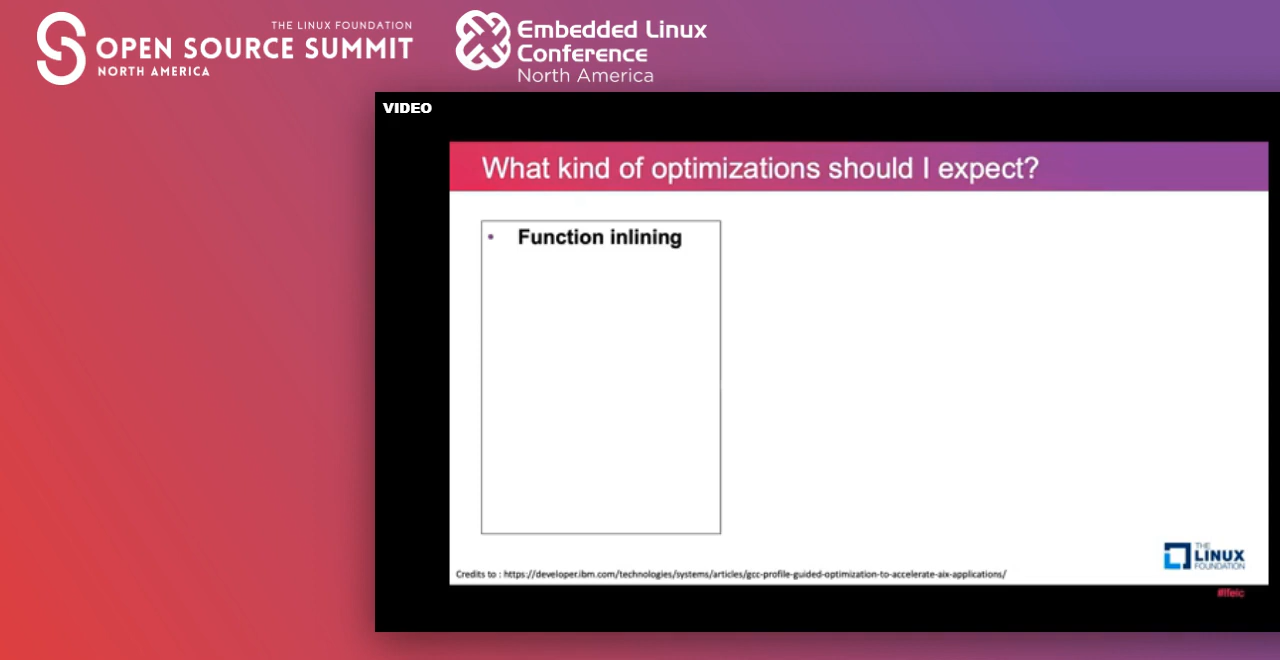 THE LINUX FOUNDATION
OPEN SOURCE SUMMIT
NORTH AMERICA
Embedded Linux
Conference
North America
VIDEO
What kind of optimizations should I expect?
• Function inlining
THE
LINUX
FOUNDATION
Credits to : https://developer.ibm.com/technologies/systems/articles/gcc-profile-guided-optimization-to-accelerate-aix-applications/
#lfelc